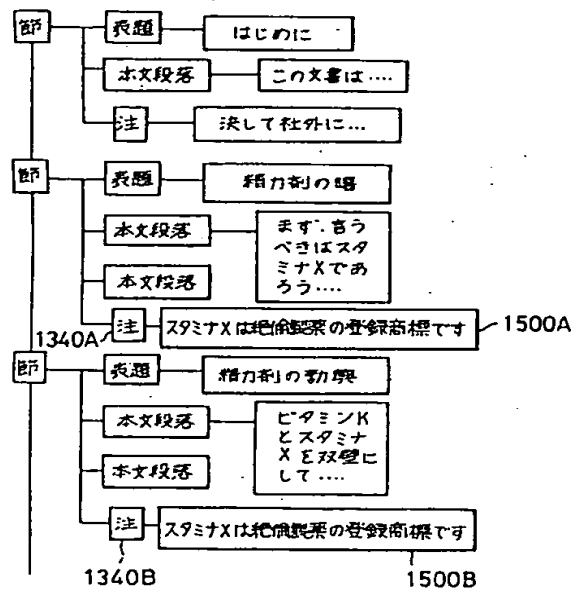 節 表題 はじめに
本文段落 この文書は‥‥
注 決して社外に…
節 表題 精力剤の
本文段落 まず、言う
べきはスタ
ミナXであ
ろう‥‥
本文段落
1340A 注 スタミナXは絶倫製薬の登録商標です 1500A
節 表題 精力剤の効果
本文段落 ビタミンK
とスタミナ
Xを双璧に
して‥‥
本文段落
注 スタミナXは絶倫製薬の登録商標です
1340B 1500B